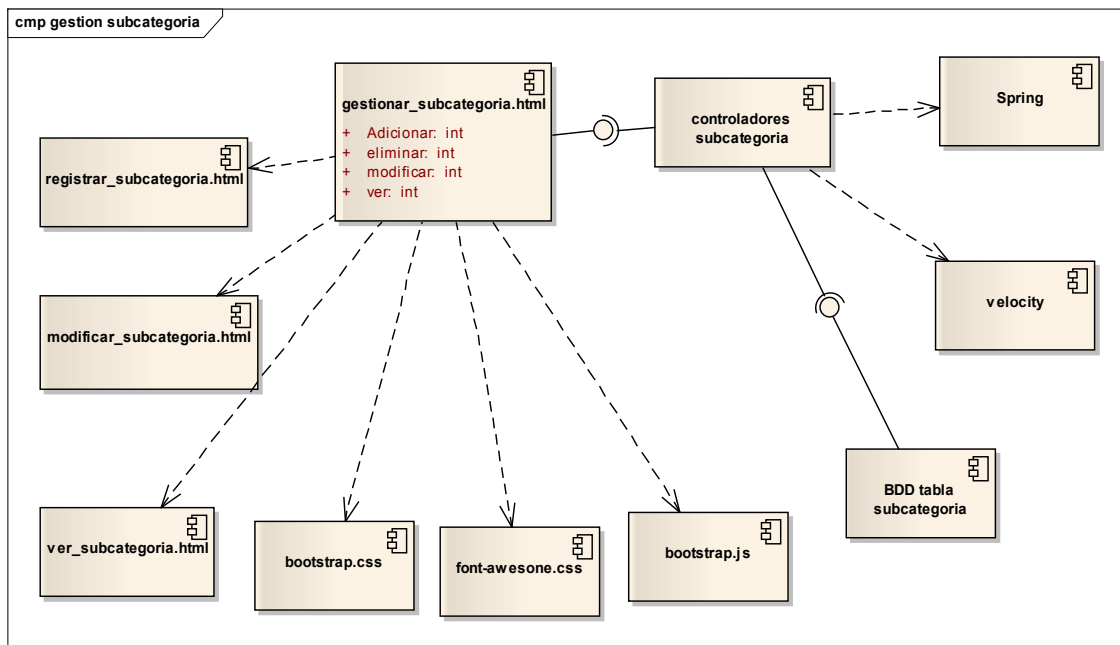 cmp gestion subcategoria
gestionar_subcategoria.html
+ Adicionar: int
+ eliminar: int
+ modificar: int
+ ver: int
controladores
subcategoria
Spring
registrar_subcategoria.html
modificar_subcategoria.html
velocity
BDD tabla
subcategoria
ver_subcategoria.html
bootstrap.css
font-awesone.css
bootstrap.js